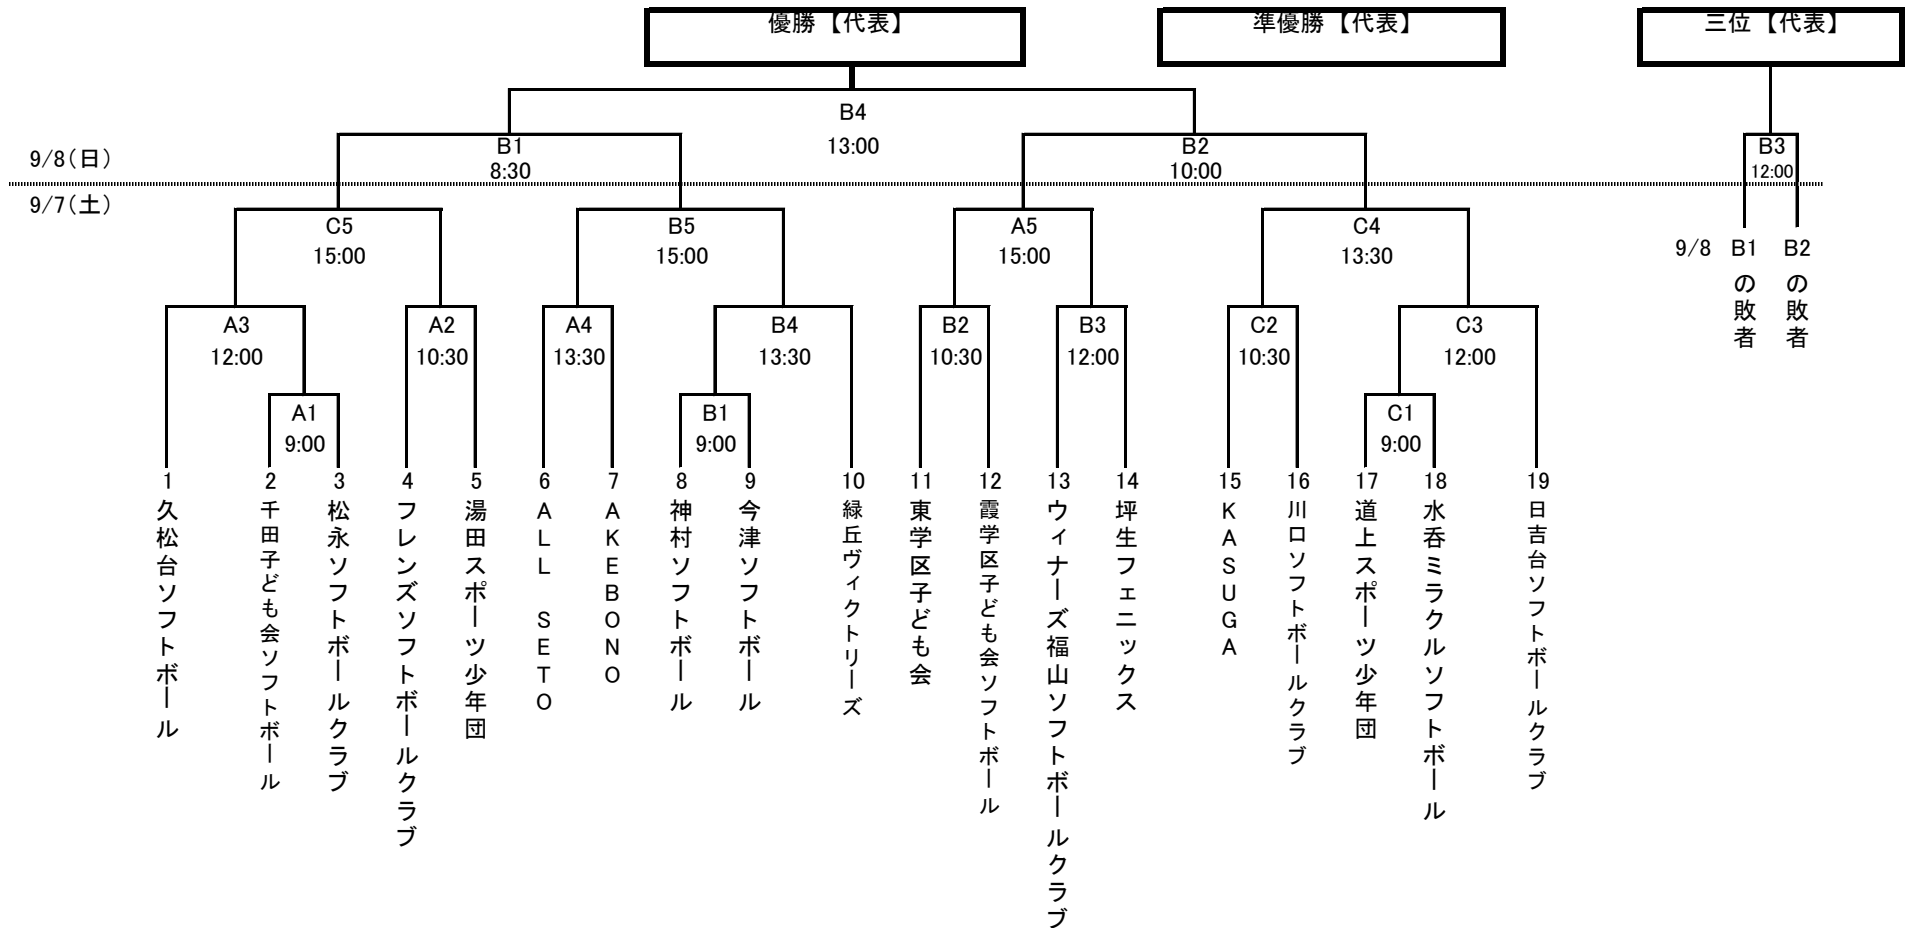 優勝【代表】
準優勝【代表】
三位【代表】
B4
13:00
B1
8:30
B2
10:00
B3
12:00
9/8(日)
9/7(土)
C5
15:00
B5
15:00
A5
15:00
C4
13:30
9/8
B1の敗者
B2の敗者
A3
12:00
A2
10:30
A4
13:30
B4
13:30
B2
10:30
B3
12:00
C2
10:30
C3
12:00
A1
9:00
B1
9:00
C1
9:00
1
久松台ソフトボール
2
千田子ども会ソフトボール
3
松永ソフトボールクラブ
4
フレンズソフトボールクラブ
5
湯田スポーツ少年団
6
ALL SETO
7
AKEBONO
8
神村ソフトボール
9
今津ソフトボール
10
緑丘ヴィクトリーズ
11
東学区子ども会
12
霞学区子ども会ソフトボール
13
ウィナーズ福山ソフトボールクラブ
14
坪生フェニックス
15
KASUGA
16
川口ソフトボールクラブ
17
道上スポーツ少年団
18
水呑ミラクルソフトボール
19
日吉台ソフトボールクラブ